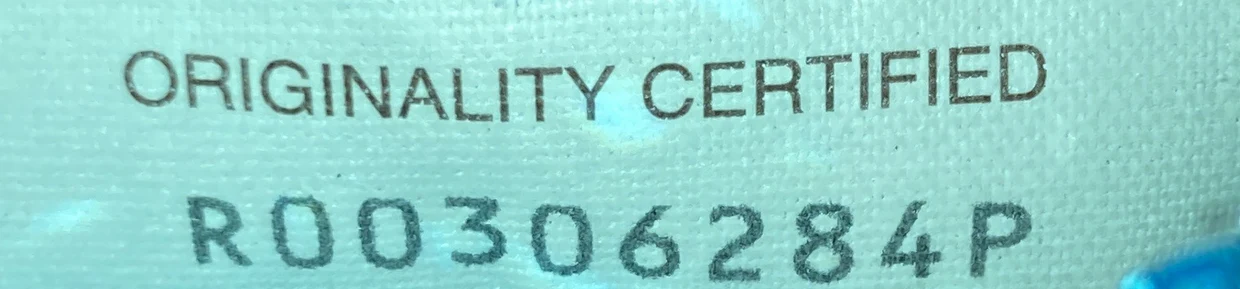 ORIGINALITY CERTIFIED
R00306284P